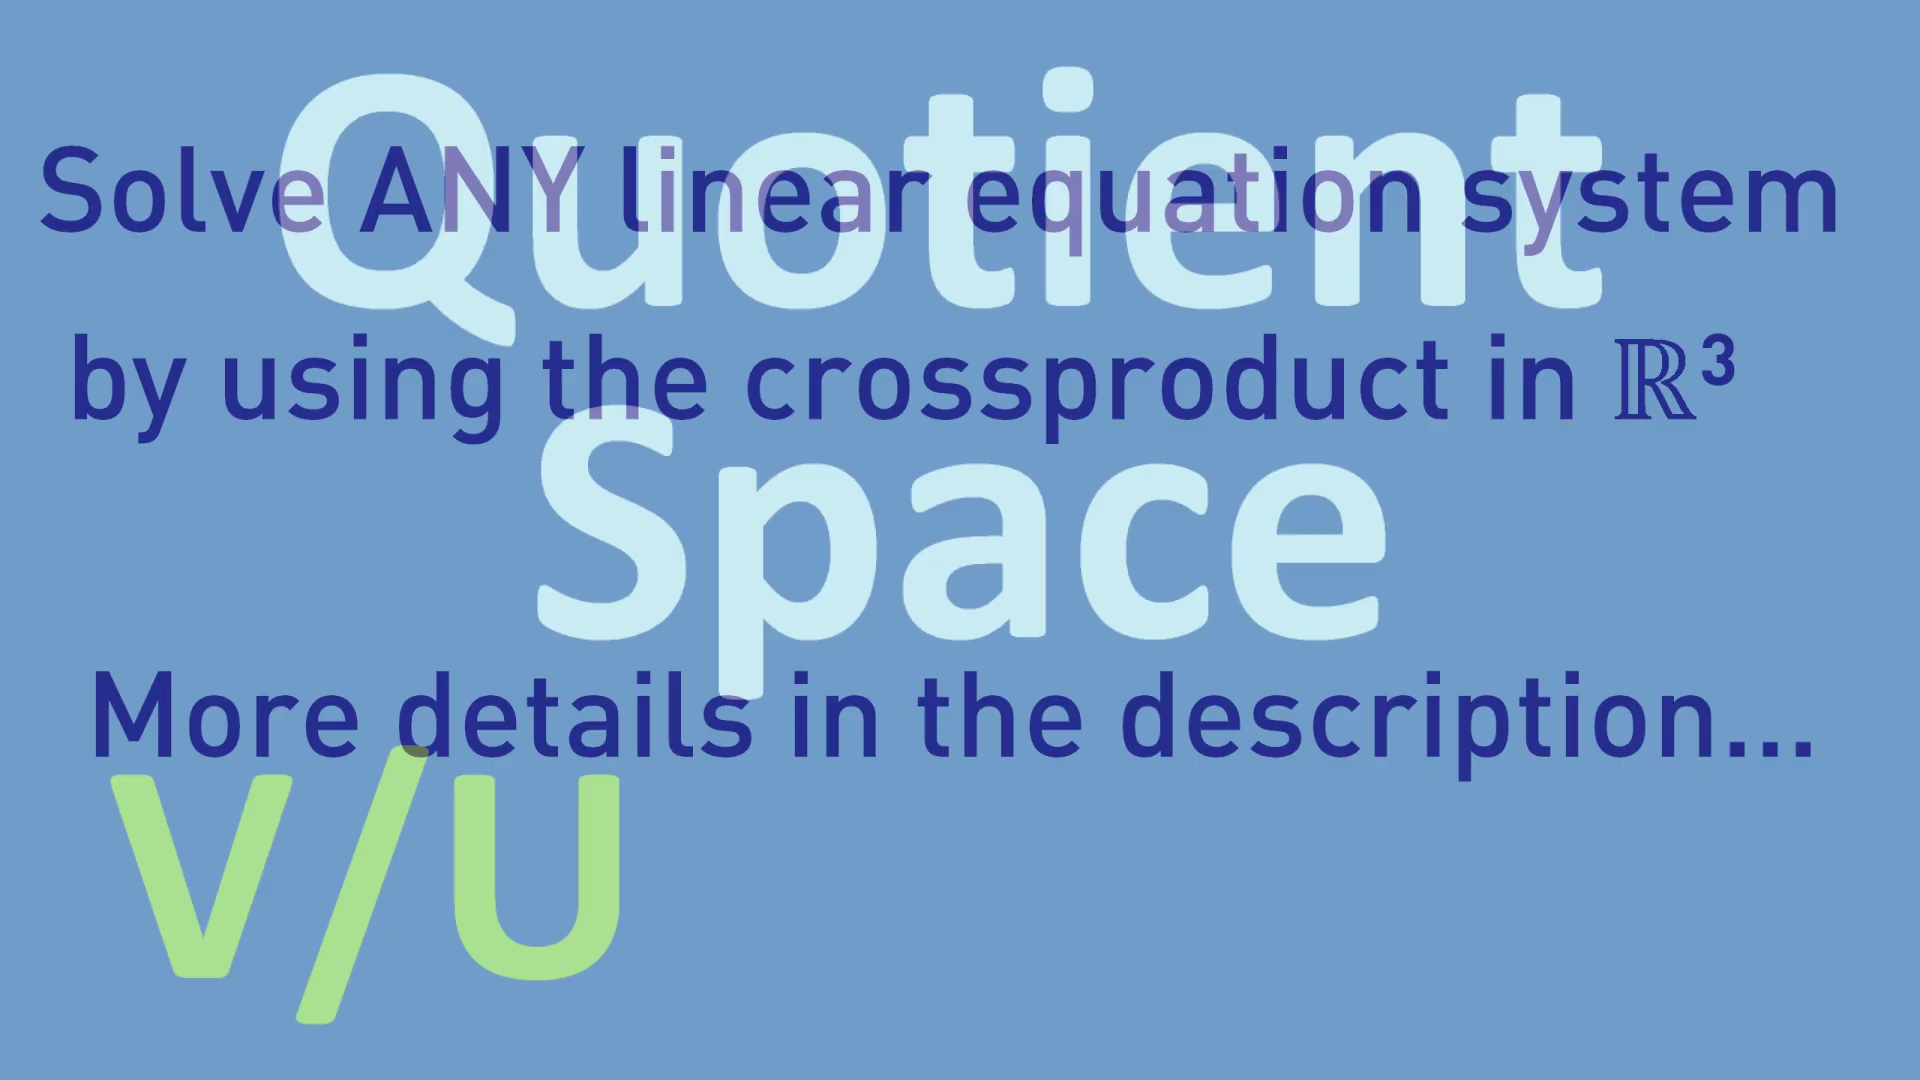 Quotient
Solve ANY linear equation system
by using the crossproduct in ℝ³
Space
More details in the description...
V/U